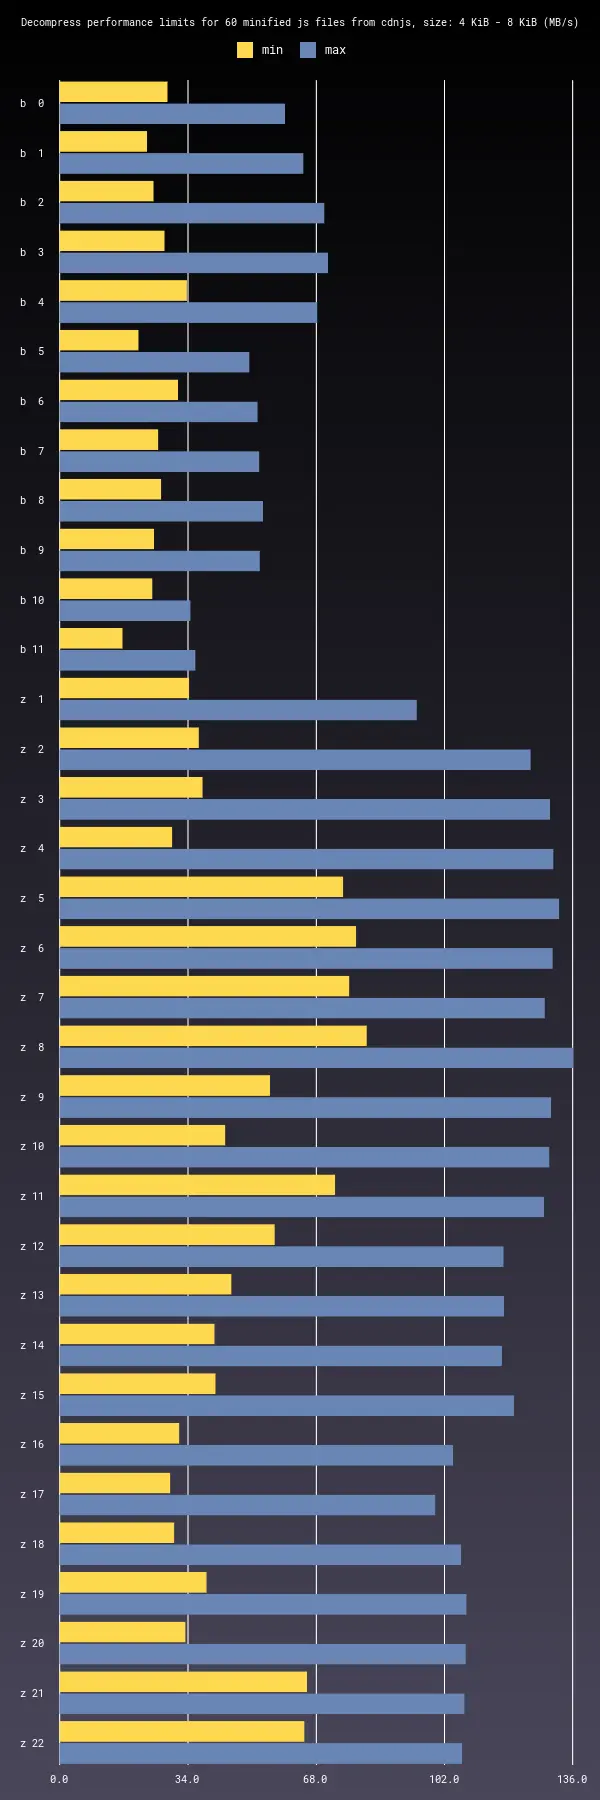 Decompress performance limits for 60 minified js files from cdnjs, size: 4 KiB - 8 KiB (MB/s)
min max
b 0
b 1
b 2
b 3
b 4
b 5
b 6
b 7
b 8
b 9
b 10
b 11
z 1
z 2
z 3
z 4
z 5
z 6
z 7
z 8
z 9
z 10
z 11
z 12
z 13
z 14
z 15
z 16
z 17
z 18
z 19
z 20
z 21
z 22
0.0 34.0 68.0 102.0 136.0